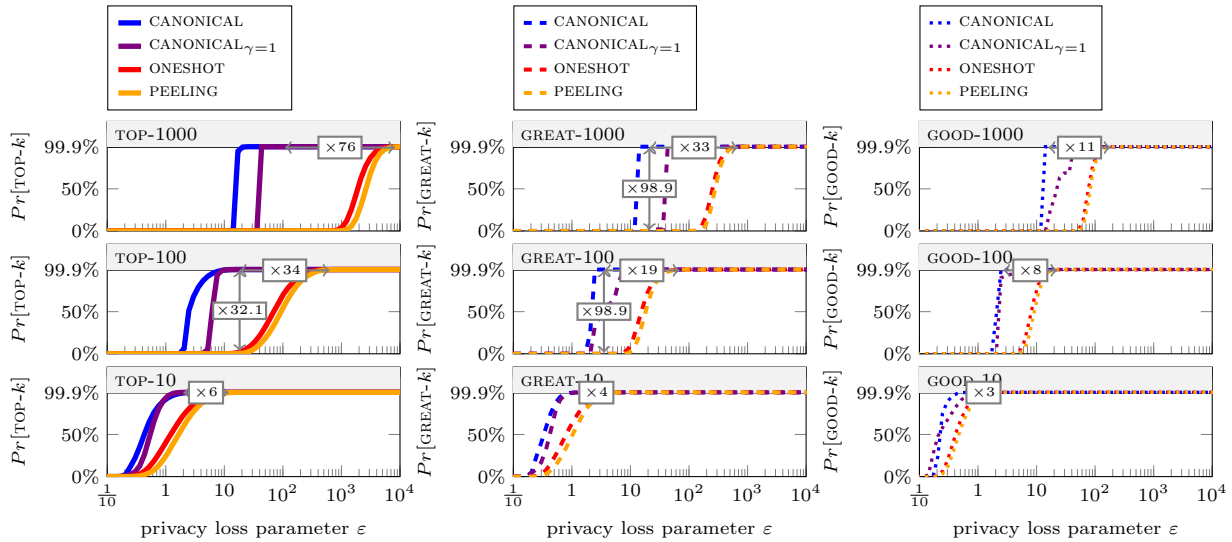 CANONICAL
CANONICALγ=1
ONESHOT
PEELING
CANONICAL
CANONICALγ=1
ONESHOT
PEELING
CANONICAL
CANONICALγ=1
ONESHOT
PEELING
TOP-1000
×76
99.9%
50%
0%
Pr[TOP-k]
GREAT-1000
×33
×98.9
99.9%
50%
0%
Pr[GREAT-k]
GOOD-1000
×11
99.9%
50%
0%
Pr[GOOD-k]
TOP-100
×34
×32.1
99.9%
50%
0%
Pr[TOP-k]
GREAT-100
×19
×98.9
99.9%
50%
0%
Pr[GREAT-k]
GOOD-100
×8
99.9%
50%
0%
Pr[GOOD-k]
TOP-10
×6
99.9%
50%
0%
Pr[TOP-k]
GREAT-10
×4
99.9%
50%
0%
Pr[GREAT-k]
GOOD-10
×3
99.9%
50%
0%
Pr[GOOD-k]
1/10 1 10 10² 10³ 10⁴
1/10 1 10 10² 10³ 10⁴
1/10 1 10 10² 10³ 10⁴
privacy loss parameter ε
privacy loss parameter ε
privacy loss parameter ε